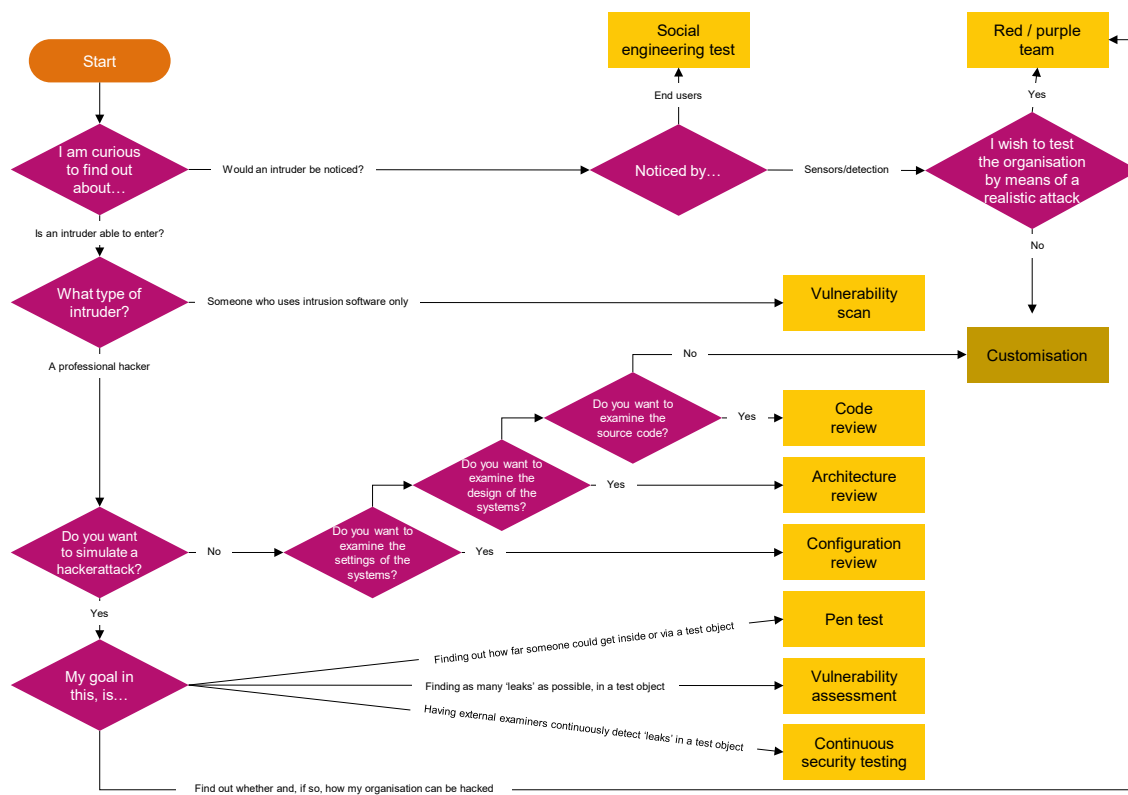 Start
Social
engineering test
Red / purple
team
End users
Yes
I am curious
to find out
about…
Would an intruder be noticed?
Noticed by…
Sensors/detection
I wish to test
the organisation
by means of a
realistic attack
Is an intruder able to enter?
No
What type of
intruder?
Someone who uses intrusion software only
Vulnerability
scan
A professional hacker
No
Customisation
Do you want to
examine the
source code?
Yes
Code
review
Do you want to
examine the
design of the
systems?
Yes
Architecture
review
Do you want
to simulate a
hackerattack?
No
Do you want to
examine the
settings of the
systems?
Yes
Configuration
review
Yes
My goal in
this, is…
Finding out how far someone could get inside or via a test object
Pen test
Finding as many ‘leaks’ as possible, in a test object
Vulnerability
assessment
Having external examiners continuously detect ‘leaks’ in a test object
Continuous
security testing
Find out whether and, if so, how my organisation can be hacked